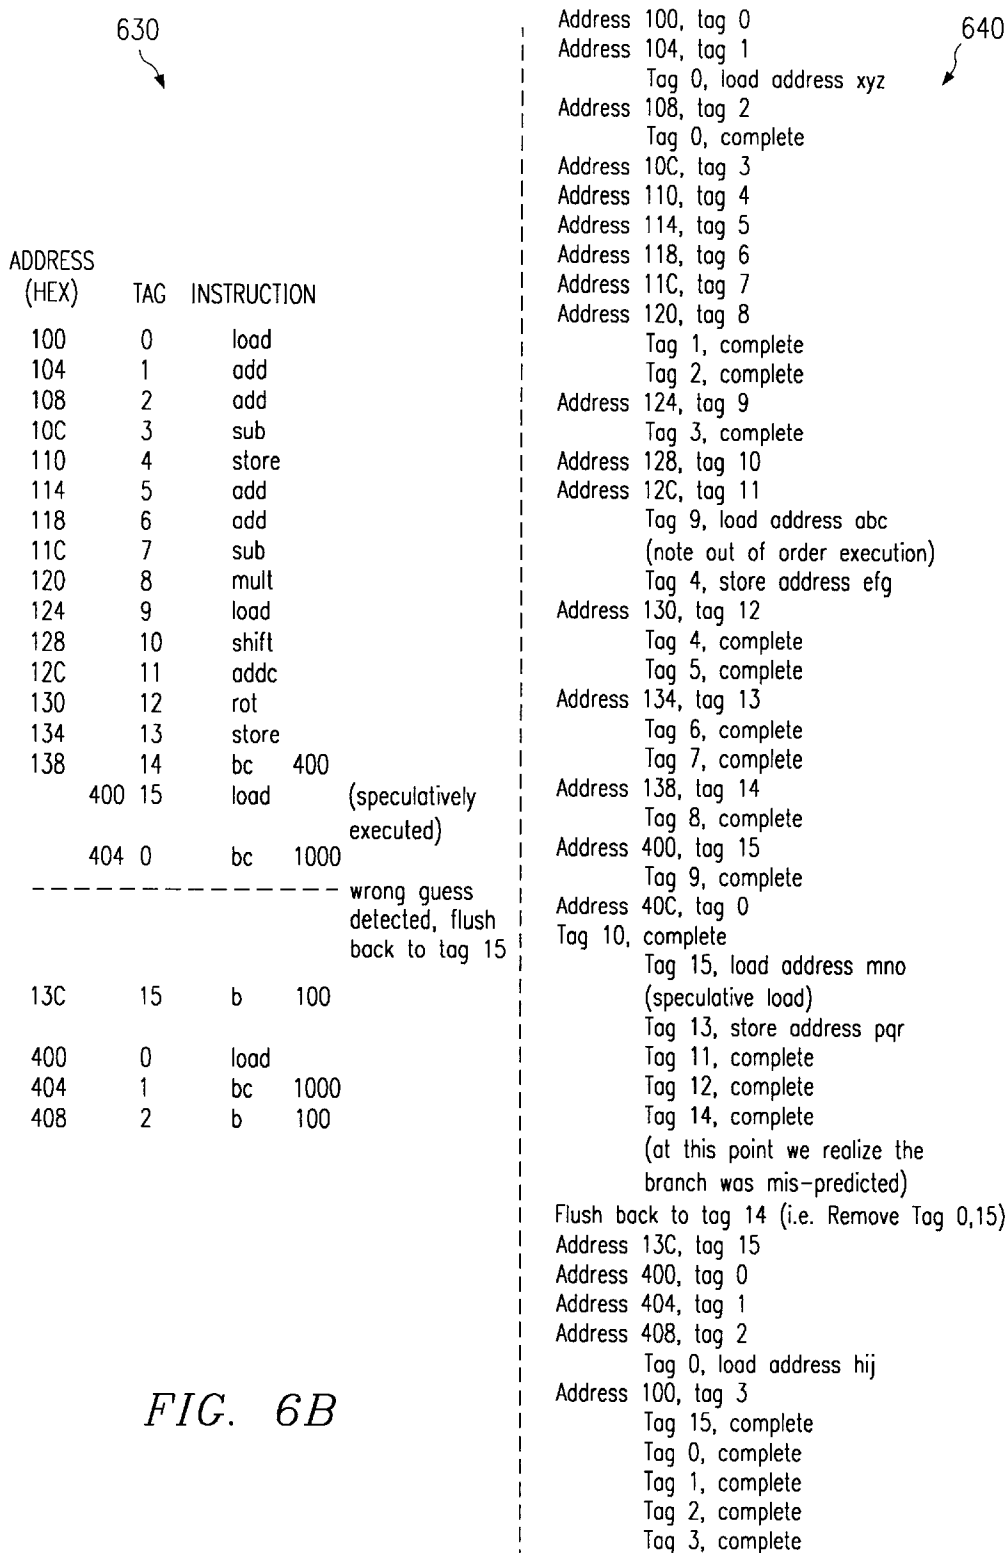 630
ADDRESS
(HEX) TAG INSTRUCTION
100 0 load
104 1 add
108 2 add
10C 3 sub
110 4 store
114 5 add
118 6 add
11C 7 sub
120 8 mult
124 9 load
128 10 shift
12C 11 addc
130 12 rot
134 13 store
138 14 bc 400
400 15 load (speculatively
executed)
404 0 bc 1000
wrong guess
detected, flush
back to tag 15
13C 15 b 100
400 0 load
404 1 bc 1000
408 2 b 100
FIG. 6B
640
Address 100, tag 0
Address 104, tag 1
Tag 0, load address xyz
Address 108, tag 2
Tag 0, complete
Address 10C, tag 3
Address 110, tag 4
Address 114, tag 5
Address 118, tag 6
Address 11C, tag 7
Address 120, tag 8
Tag 1, complete
Tag 2, complete
Address 124, tag 9
Tag 3, complete
Address 128, tag 10
Address 12C, tag 11
Tag 9, load address abc
(note out of order execution)
Tag 4, store address efg
Address 130, tag 12
Tag 4, complete
Tag 5, complete
Address 134, tag 13
Tag 6, complete
Tag 7, complete
Address 138, tag 14
Tag 8, complete
Address 400, tag 15
Tag 9, complete
Address 40C, tag 0
Tag 10, complete
Tag 15, load address mno
(speculative load)
Tag 13, store address pqr
Tag 11, complete
Tag 12, complete
Tag 14, complete
(at this point we realize the
branch was mis-predicted)
Flush back to tag 14 (i.e. Remove Tag 0,15)
Address 13C, tag 15
Address 400, tag 0
Address 404, tag 1
Address 408, tag 2
Tag 0, load address hij
Address 100, tag 3
Tag 15, complete
Tag 0, complete
Tag 1, complete
Tag 2, complete
Tag 3, complete